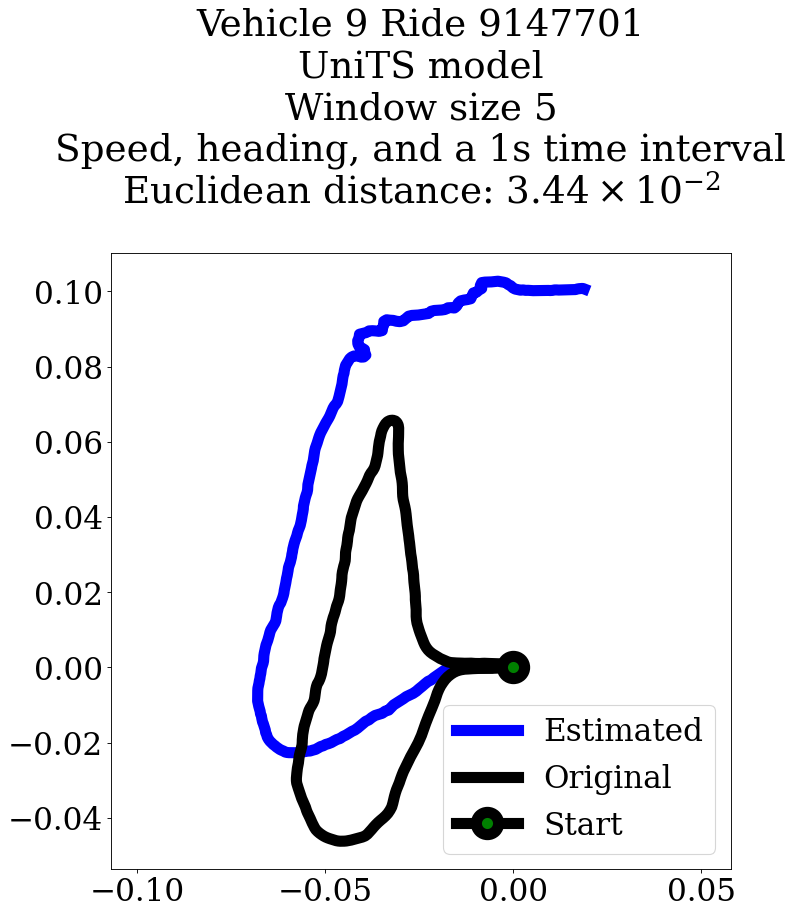 Vehicle 9 Ride 9147701
UniTS model
Window size 5
Speed, heading, and a 1s time interval
Euclidean distance: 3.44 × 10⁻²
0.10
0.08
0.06
0.04
0.02
0.00
−0.02
−0.04
Estimated
Original
Start
−0.10
−0.05
0.00
0.05